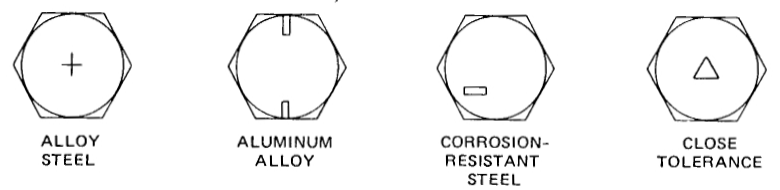 ALLOY
STEEL
ALUMINUM
ALLOY
CORROSION-
RESISTANT
STEEL
CLOSE
TOLERANCE